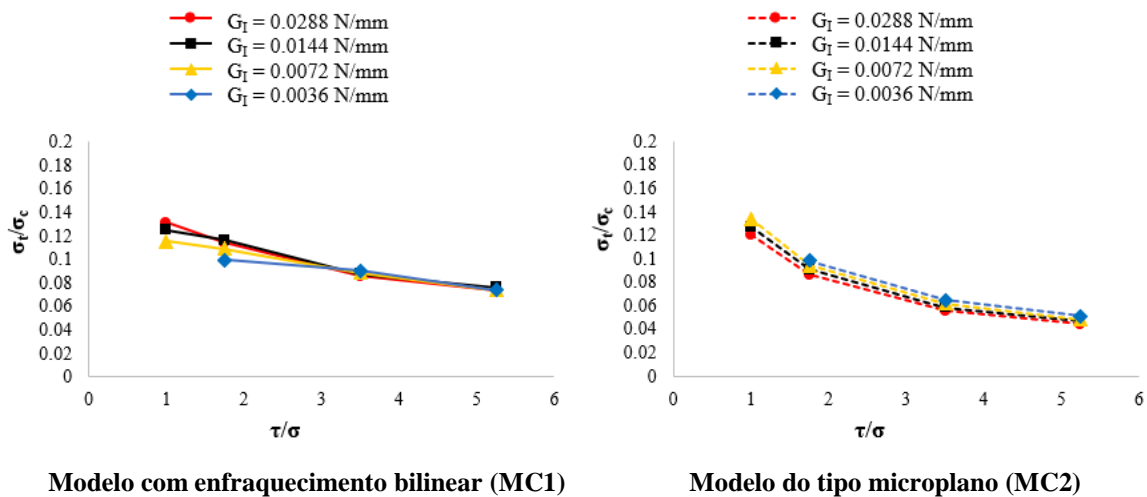 G_I = 0.0288 N/mm
G_I = 0.0144 N/mm
G_I = 0.0072 N/mm
G_I = 0.0036 N/mm
0.2
0.18
0.16
0.14
0.12
0.1
0.08
0.06
0.04
0.02
0
σ_t/σ_c
0 1 2 3 4 5 6
τ/σ
Modelo com enfraquecimento bilinear (MC1)
G_I = 0.0288 N/mm
G_I = 0.0144 N/mm
G_I = 0.0072 N/mm
G_I = 0.0036 N/mm
0.2
0.18
0.16
0.14
0.12
0.1
0.08
0.06
0.04
0.02
0
σ_t/σ_c
0 1 2 3 4 5 6
τ/σ
Modelo do tipo microplano (MC2)